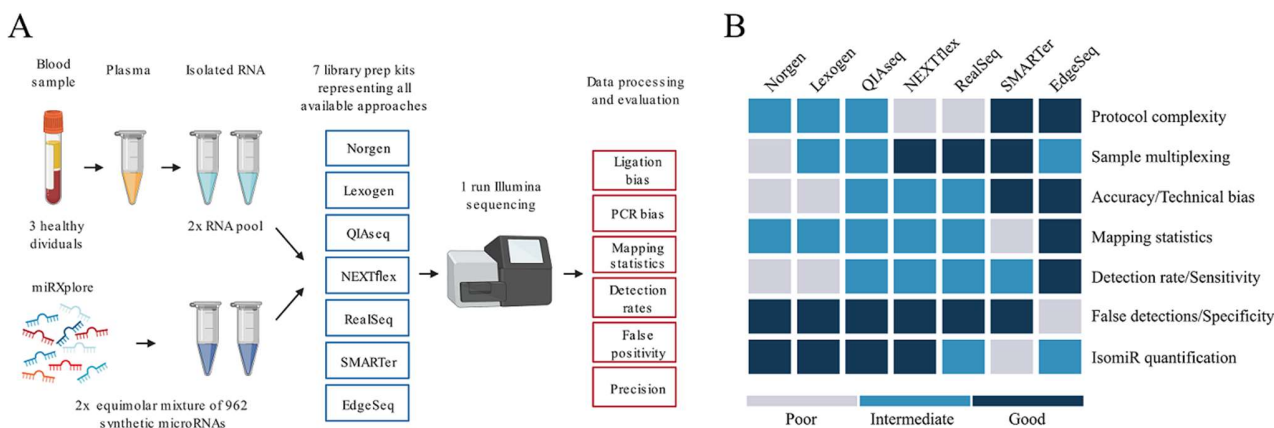 A
Blood
sample
Plasma
Isolated RNA
7 library prep kits
representing all
available approaches
Data processing
and evaluation
Norgen
Lexogen
QIAseq
NEXTflex
RealSeq
SMARTer
EdgeSeq
1 run Illumina
sequencing
Ligation
bias
PCR bias
Mapping
statistics
Detection
rates
False
positivity
Precision
3 healthy
dividuals
2x RNA pool
miRXplore
2x equimolar mixture of 962
synthetic microRNAs
B
Norgen
Lexogen
QIAseq
NEXTflex
RealSeq
SMARTer
EdgeSeq
Protocol complexity
Sample multiplexing
Accuracy/Technical bias
Mapping statistics
Detection rate/Sensitivity
False detections/Specificity
IsomiR quantification
Poor
Intermediate
Good